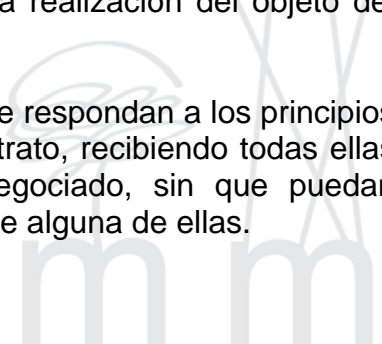 a realización del objeto de
e respondan a los principios
trato, recibiendo todas ellas
egociado, sin que puedan
e alguna de ellas.